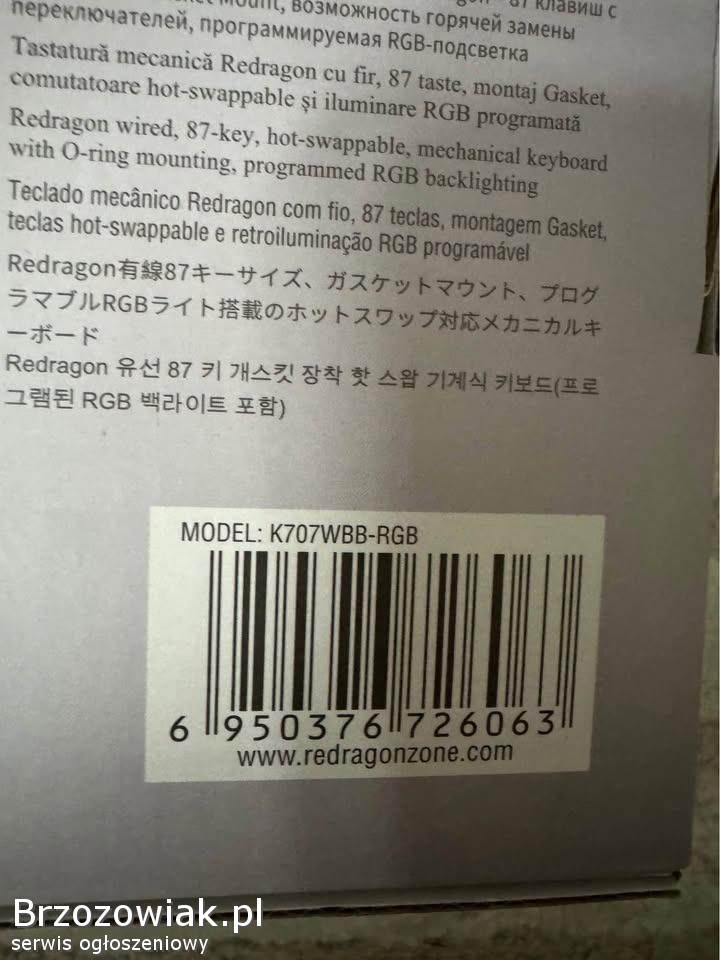 Mount, возможность горячей замены
переключателей, программируемая RGB-подсветка
Tastatură mecanică Redragon cu fir, 87 taste, montaj Gasket,
comutatoare hot-swappable și iluminare RGB programată
Redragon wired, 87-key, hot-swappable, mechanical keyboard
with O-ring mounting, programmed RGB backlighting
Teclado mecânico Redragon com fio, 87 teclas, montagem Gasket,
teclas hot-swappable e retroiluminação RGB programável
Redragon有線87キーサイズ、ガスケットマウント、プログ
ラマブルRGBライト搭載のホットスワップ対応メカニカルキ
ーボード
Redragon 유선 87 키 개스킷 장착 핫 스왑 기계식 키보드(프로
그램된 RGB 백라이트 포함)
MODEL: K707WBB-RGB
6 950376 726063
www.redragonzone.com
Brzozowiak.pl
serwis ogłoszeniowy